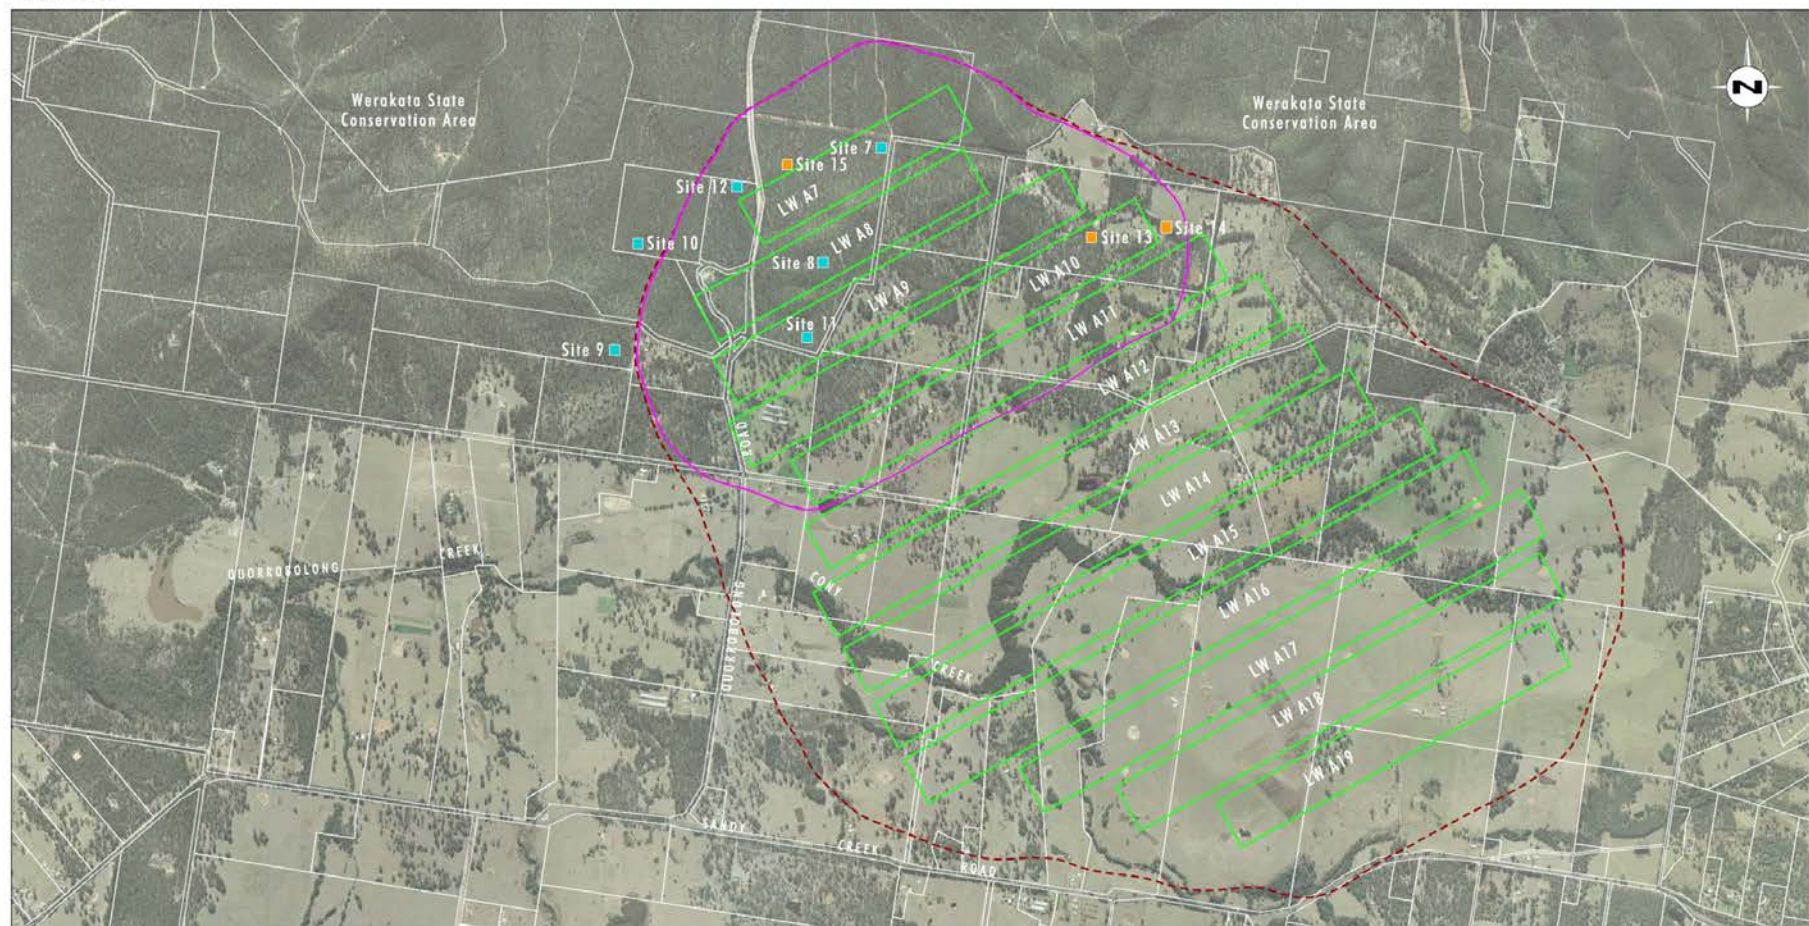 Werakata State
Conservation Area
Werakata State
Conservation Area
N
Site 7
Site 15
Site 12
LW A7
Site 14
Site 13
Site 10
LW A8
Site 8
LW A10
LW A9
Site 11
LW A11
Site 9
LW A12
ROAD
LW A13
LW A14
LW A15
CREEK
QUORROBOLONG
CONY
LW A16
QUORROBOLONG
CREEK
LW A17
LW A18
LW A19
SANDY
CREEK
ROAD